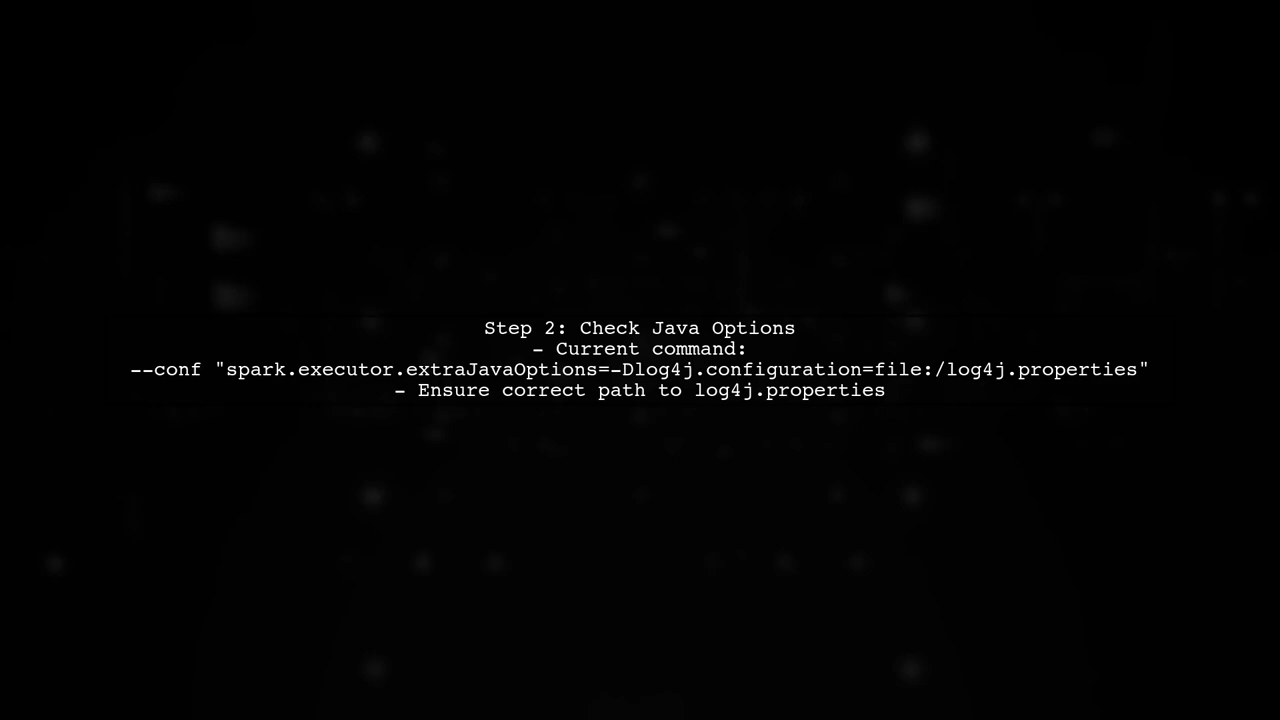 Step 2: Check Java Options
- Current command:
--conf "spark.executor.extraJavaOptions=-Dlog4j.configuration=file:/log4j.properties"
- Ensure correct path to log4j.properties